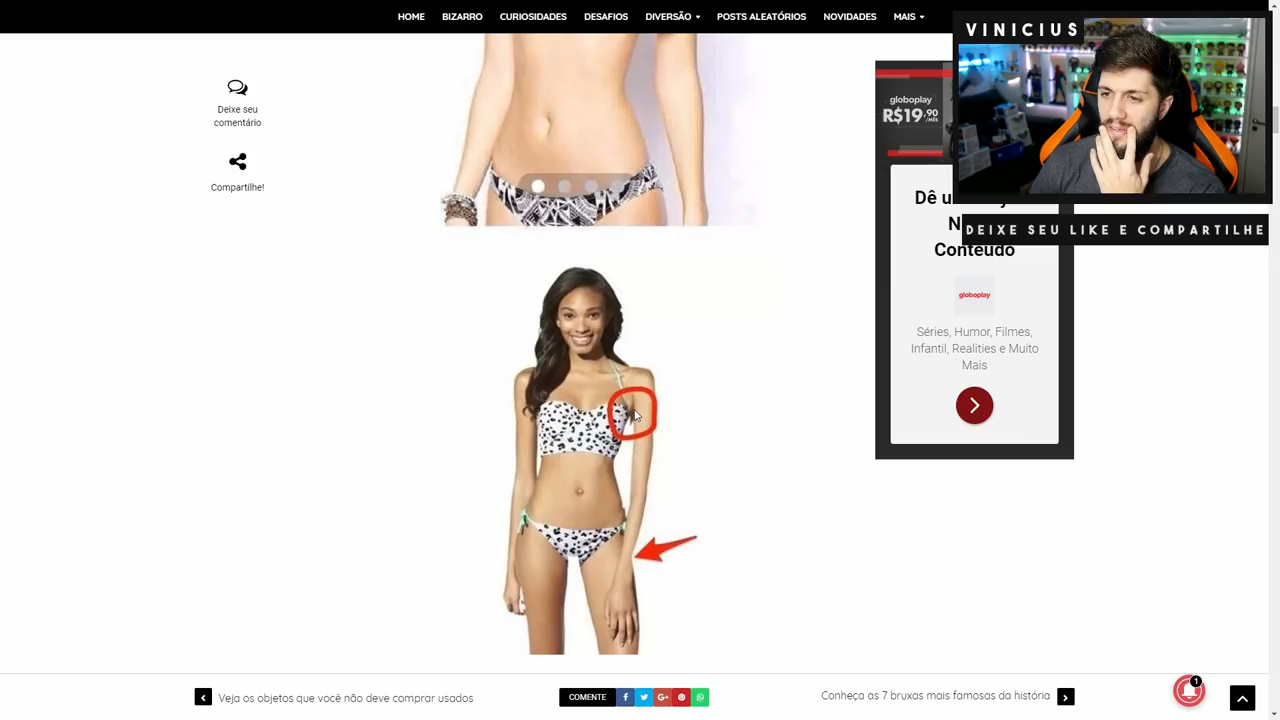 HOME BIZARRO CURIOSIDADES DESAFIOS DIVERSÃO POSTS ALEATÓRIOS NOVIDADES MAIS
VINICIUS
Deixe seu
comentário
Compartilhe!
globoplay
R$19,90
/MÊS
Dê u
N
Conteúdo
DEIXE SEU LIKE E COMPARTILHE
globoplay
Séries, Humor, Filmes,
Infantil, Realities e Muito
Mais
Veja os objetos que você não deve comprar usados
COMENTE
Conheça as 7 bruxas mais famosas da história
1